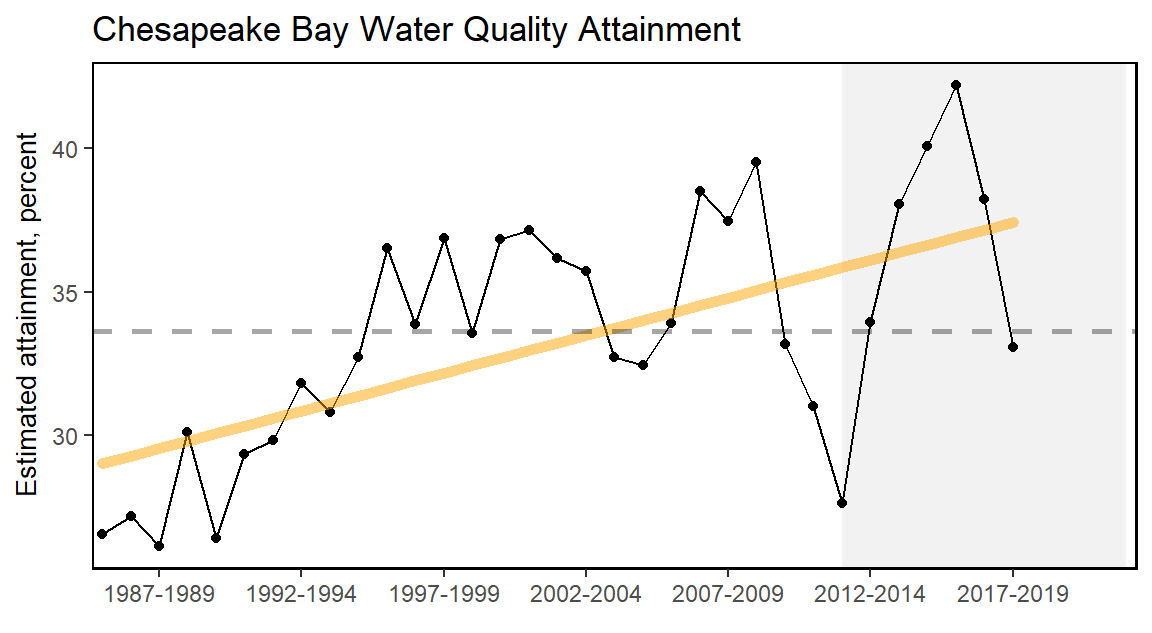 Chesapeake Bay Water Quality Attainment
Estimated attainment, percent
40
35
30
1987-1989 1992-1994 1997-1999 2002-2004 2007-2009 2012-2014 2017-2019